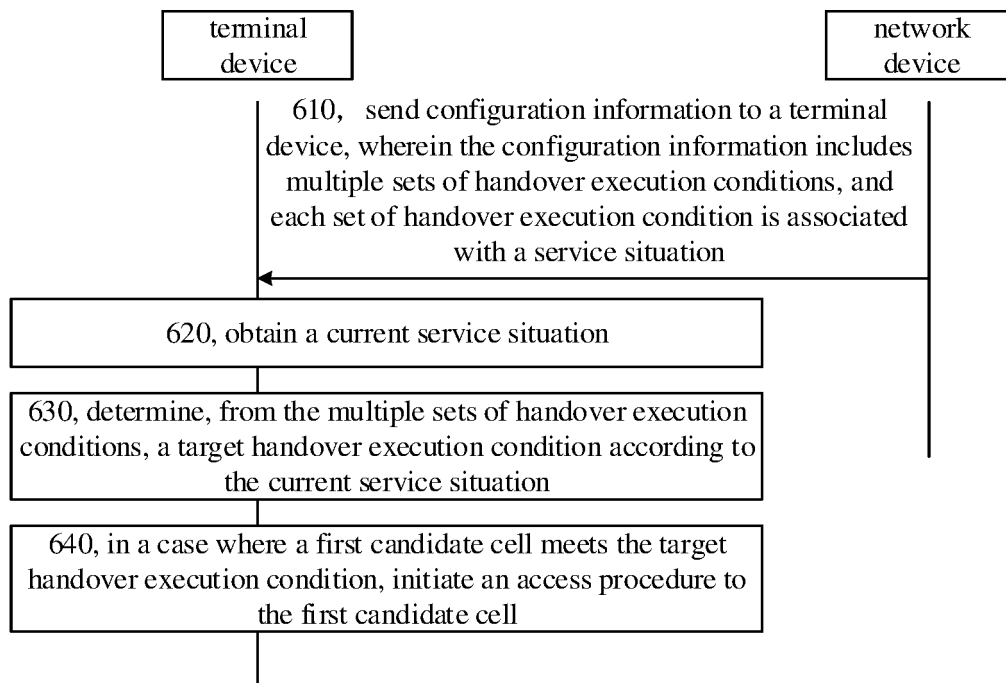 terminal
device
network
device
610， send configuration information to a terminal
device, wherein the configuration information includes
multiple sets of handover execution conditions, and
each set of handover execution condition is associated
with a service situation
620, obtain a current service situation
630, determine, from the multiple sets of handover execution
conditions, a target handover execution condition according to
the current service situation
640, in a case where a first candidate cell meets the target
handover execution condition, initiate an access procedure to
the first candidate cell